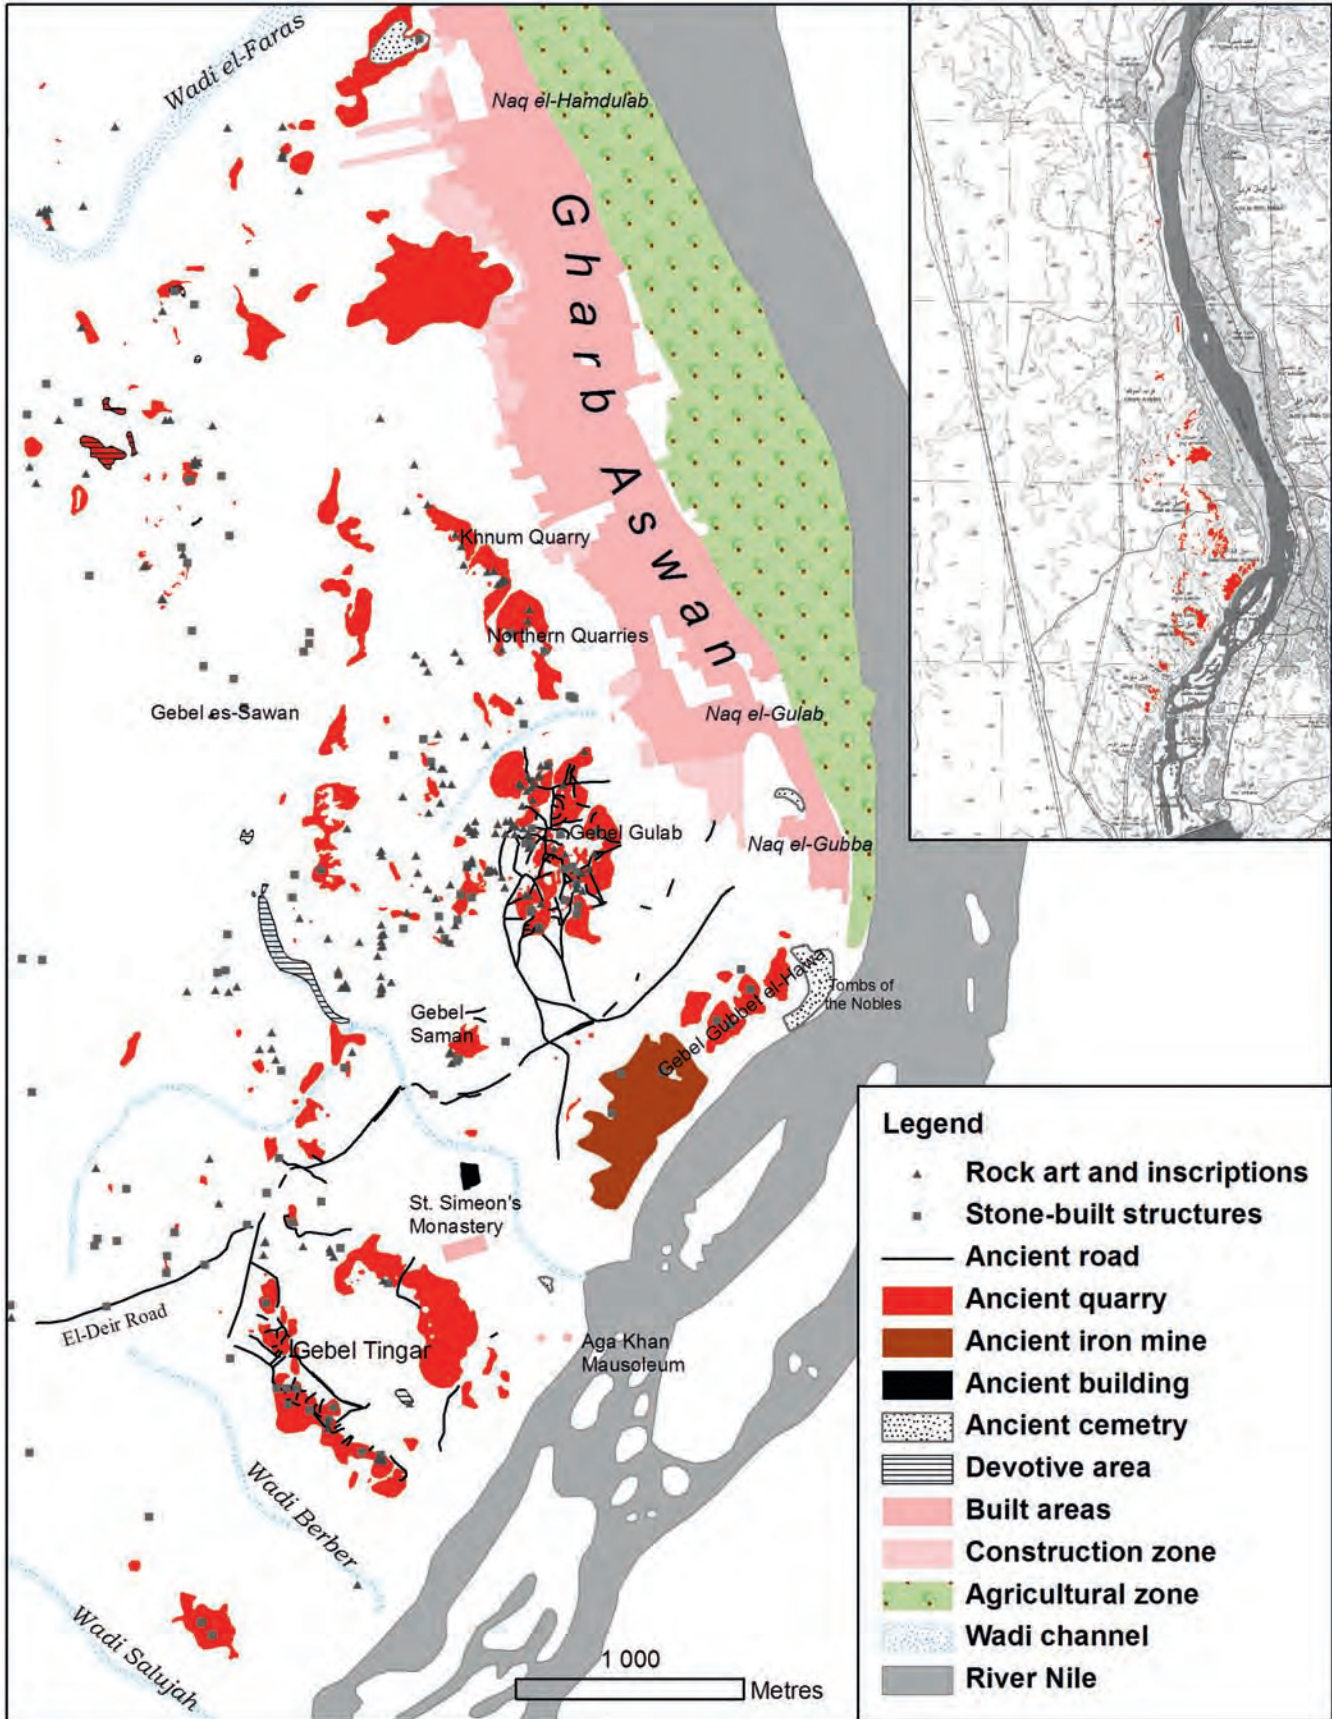 Wadi el-Faras
Naq el-Hamdulab
Gharb Aswan
Khnum Quarry
Northern Quarries
Gebel es-Sawan
Naq el-Gulab
Gebel Gulab
Naq el-Gubba
Gebel Gubbet el-Hawa
Tombs of
the Nobles
Gebel
Saman
St. Simeon's
Monastery
El-Deir Road
Gebel Tingar
Aga Khan
Mausoleum
Wadi Berber
Wadi Salujah
1 000
Metres
Legend
Rock art and inscriptions
Stone-built structures
Ancient road
Ancient quarry
Ancient iron mine
Ancient building
Ancient cemetry
Devotive area
Built areas
Construction zone
Agricultural zone
Wadi channel
River Nile